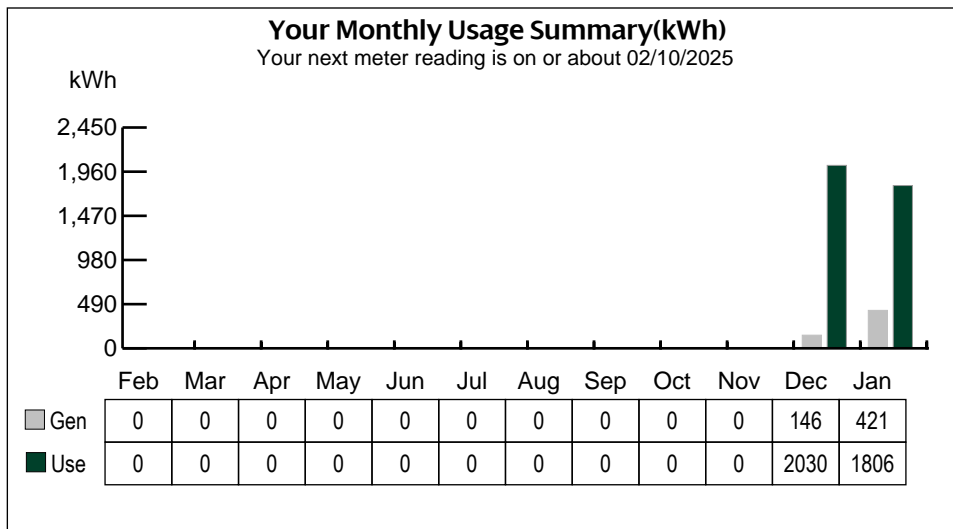 Your Monthly Usage Summary(kWh)
Your next meter reading is on or about 02/10/2025
kWh
2,450
1,960
1,470
980
490
0
Feb Mar Apr May Jun Jul Aug Sep Oct Nov Dec Jan
Gen 0 0 0 0 0 0 0 0 0 0 146 421
Use 0 0 0 0 0 0 0 0 0 0 2030 1806